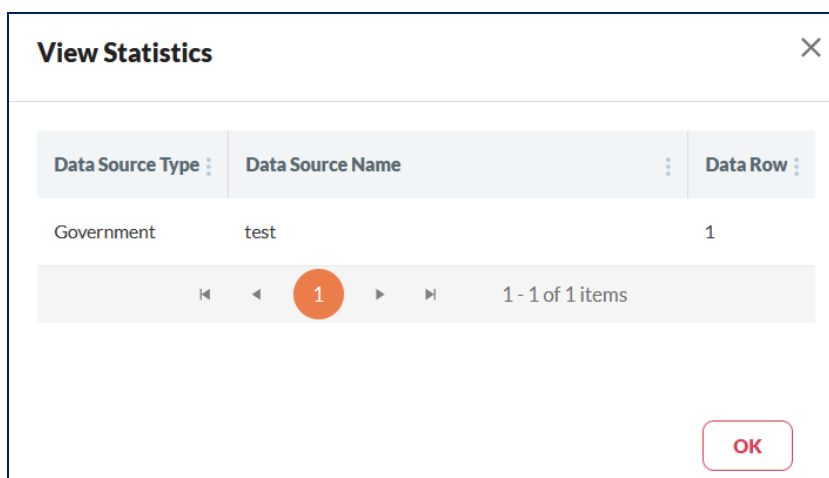 View Statistics
Data Source Type Data Source Name Data Row
Government test 1
1 1 - 1 of 1 items
OK